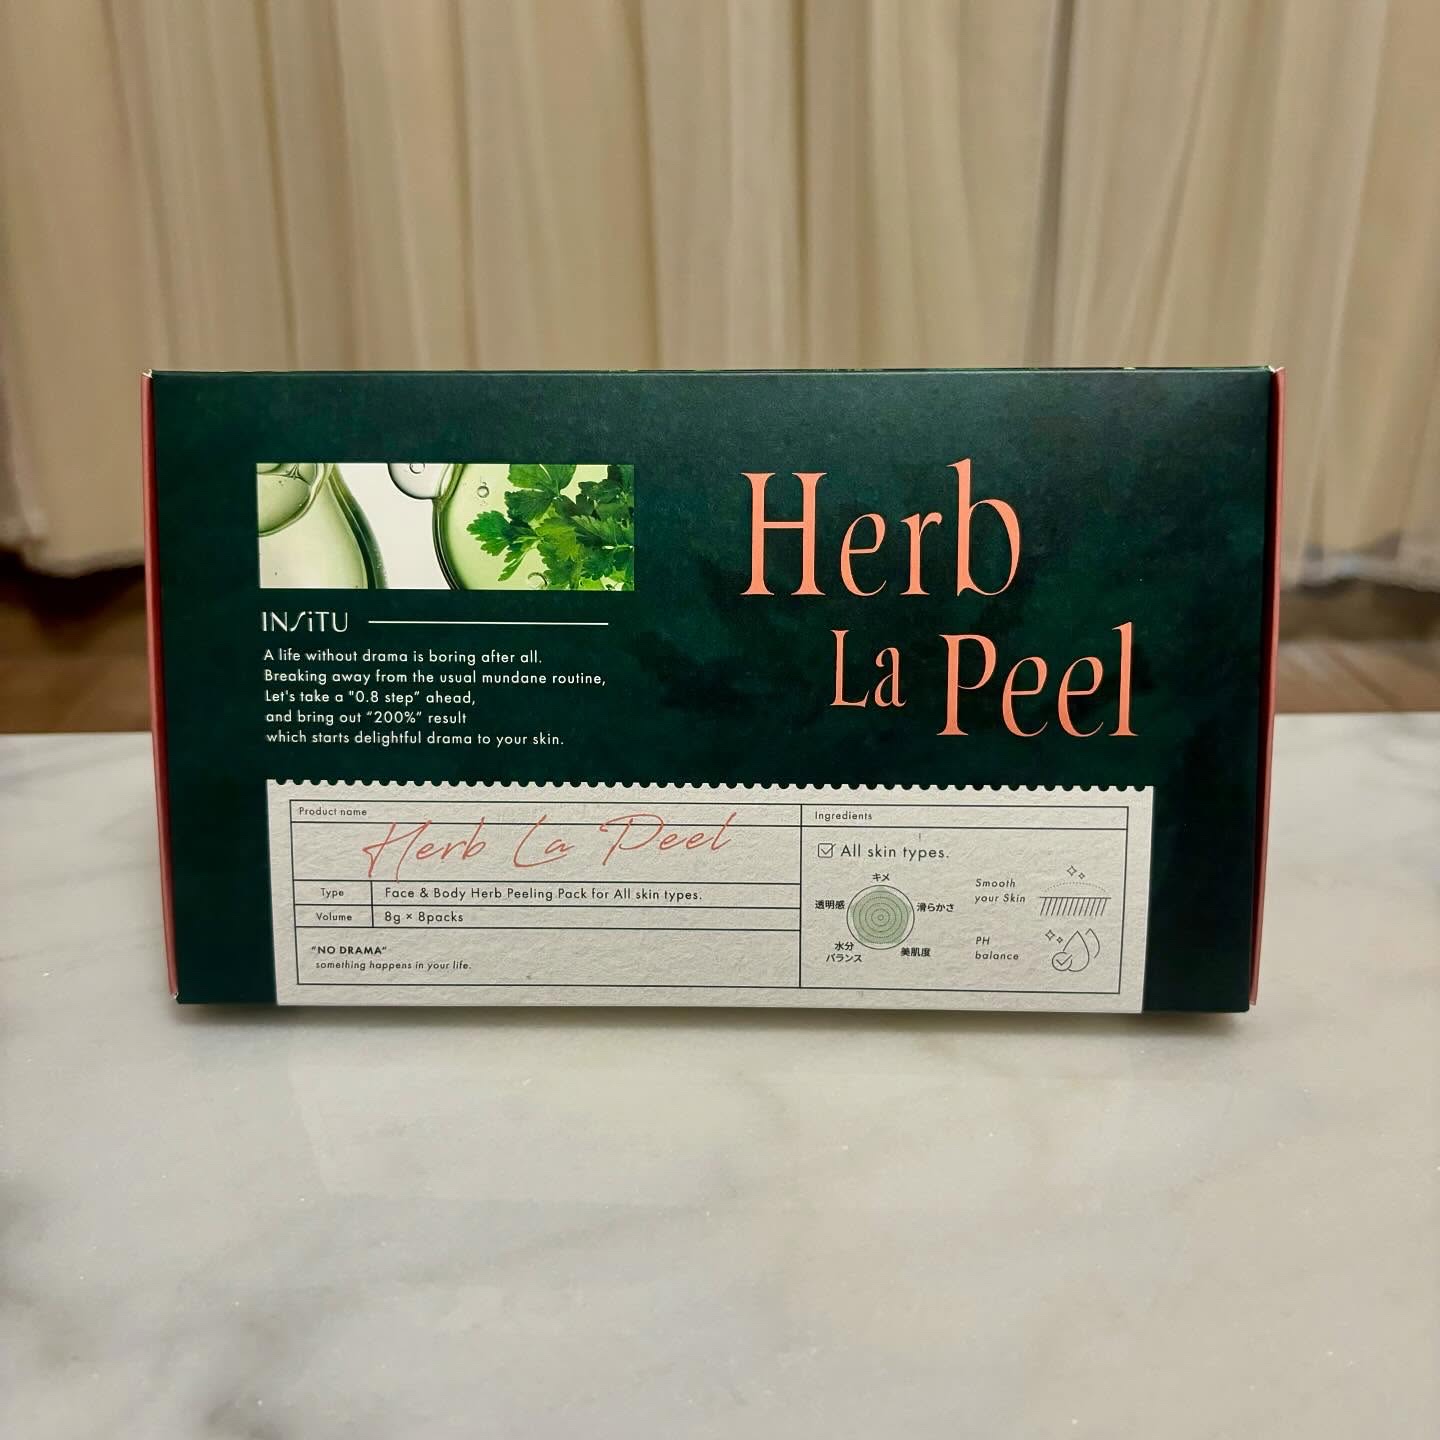 Herb
La Peel
INSiTU
A life without drama is boring after all.
Breaking away from the usual mundane routine,
Let's take a "0.8 step" ahead,
and bring out “200%” result
which starts delightful drama to your skin.
Product name
Herb La Peel
Type
Face & Body Herb Peeling Pack for All skin types.
Volume
8g × 8packs
"NO DRAMA"
something happens in your life.
Ingredients
All skin types.
キメ
透明感
滑らかさ
水分
バランス
美肌度
Smooth
your Skin
PH
balance